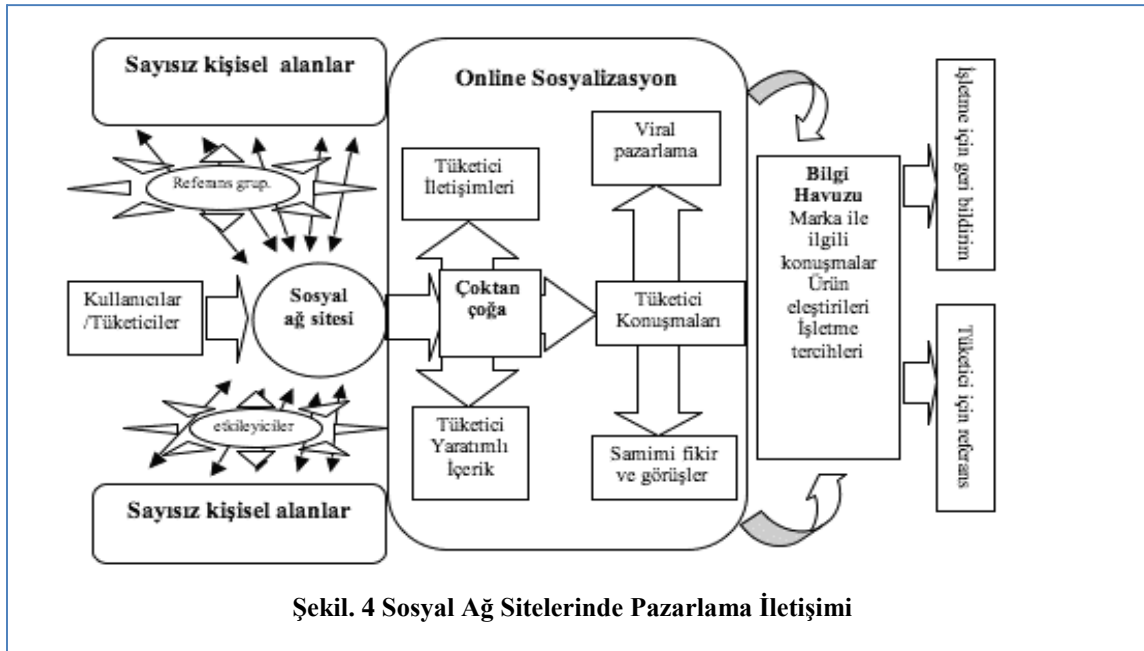 Sayısız kişisel alanlar
Referans grup.
Kullanıcılar
/Tüketiciler
Sosyal
ağ sitesi
etkileyiciler
Sayısız kişisel alanlar
Online Sosyalizasyon
Tüketici
İletişimleri
Çoktan
çoğa
Tüketici
Yaratımlı
İçerik
Viral
pazarlama
Tüketici
Konuşmaları
Samimi fikir
ve görüşler
Bilgi
Havuzu
Marka ile
ilgili
konuşmalar
Ürün
eleştirileri
İşletme
tercihleri
İşletme için geri bildirim
Tüketici için referans
Şekil. 4 Sosyal Ağ Sitelerinde Pazarlama İletişimi